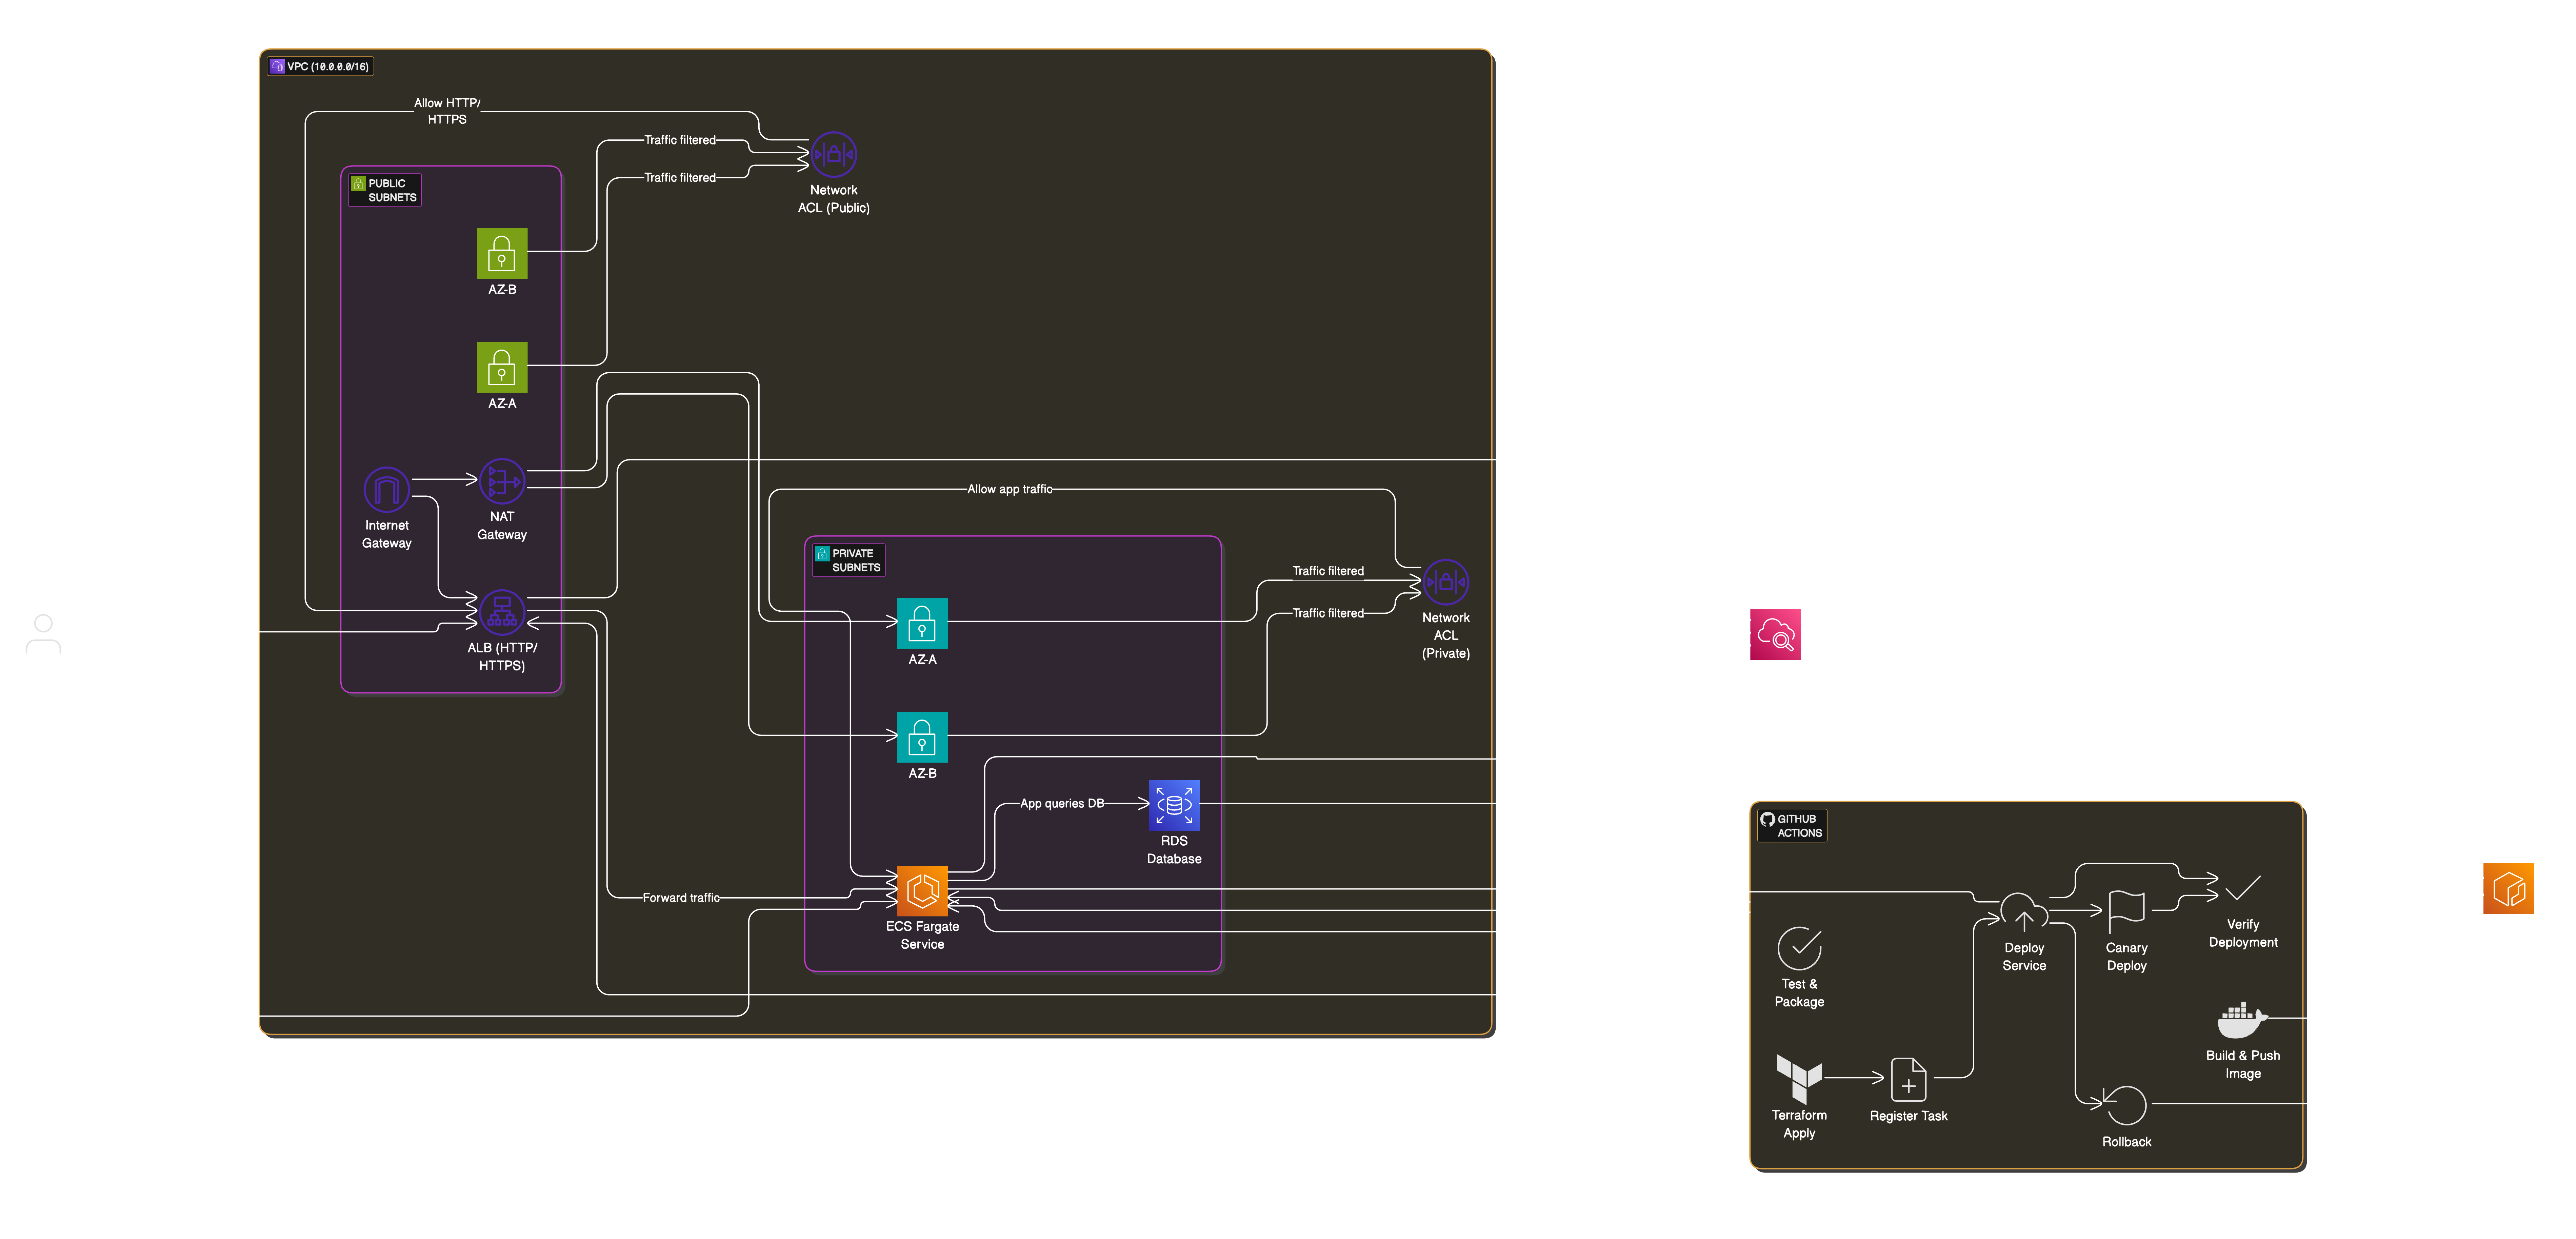 VPC (10.0.0.0/16)
Allow HTTP/
HTTPS
Traffic filtered
Traffic filtered
Network
ACL (Public)
PUBLIC
SUBNETS
AZ-B
AZ-A
Internet
Gateway
NAT
Gateway
ALB (HTTP/
HTTPS)
Allow app traffic
PRIVATE
SUBNETS
AZ-A
AZ-B
Traffic filtered
Traffic filtered
Network
ACL
(Private)
App queries DB
RDS
Database
Forward traffic
ECS Fargate
Service
GITHUB
ACTIONS
Test &
Package
Terraform
Apply
Register Task
Deploy
Service
Canary
Deploy
Verify
Deployment
Build & Push
Image
Rollback